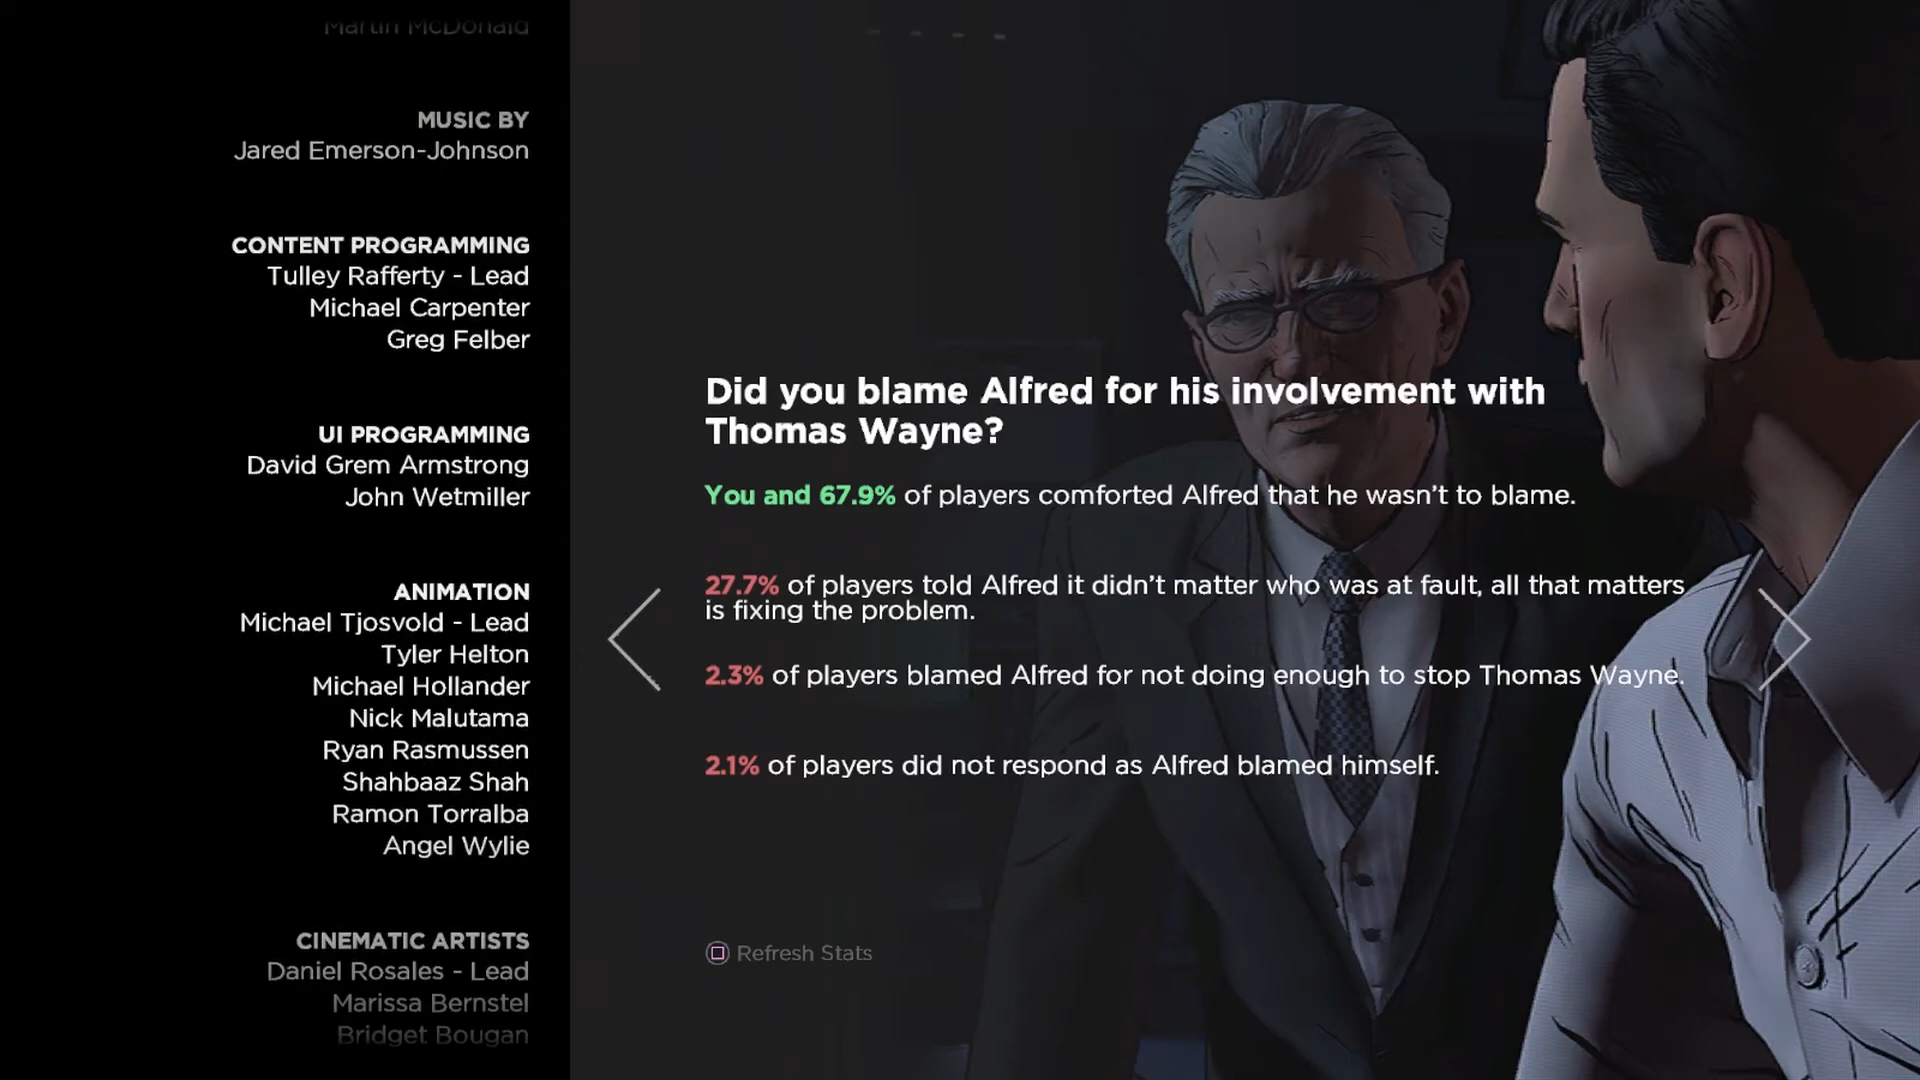 Martin McDonald
MUSIC BY
Jared Emerson-Johnson
CONTENT PROGRAMMING
Tulley Rafferty - Lead
Michael Carpenter
Greg Felber
UI PROGRAMMING
David Grem Armstrong
John Wetmiller
ANIMATION
Michael Tjosvold - Lead
Tyler Helton
Michael Hollander
Nick Malutama
Ryan Rasmussen
Shahbaaz Shah
Ramon Torralba
Angel Wylie
CINEMATIC ARTISTS
Daniel Rosales - Lead
Marissa Bernstel
Bridget Bougan
Did you blame Alfred for his involvement with
Thomas Wayne?
You and 67.9% of players comforted Alfred that he wasn't to blame.
27.7% of players told Alfred it didn't matter who was at fault, all that matters
is fixing the problem.
2.3% of players blamed Alfred for not doing enough to stop Thomas Wayne.
2.1% of players did not respond as Alfred blamed himself.
Refresh Stats